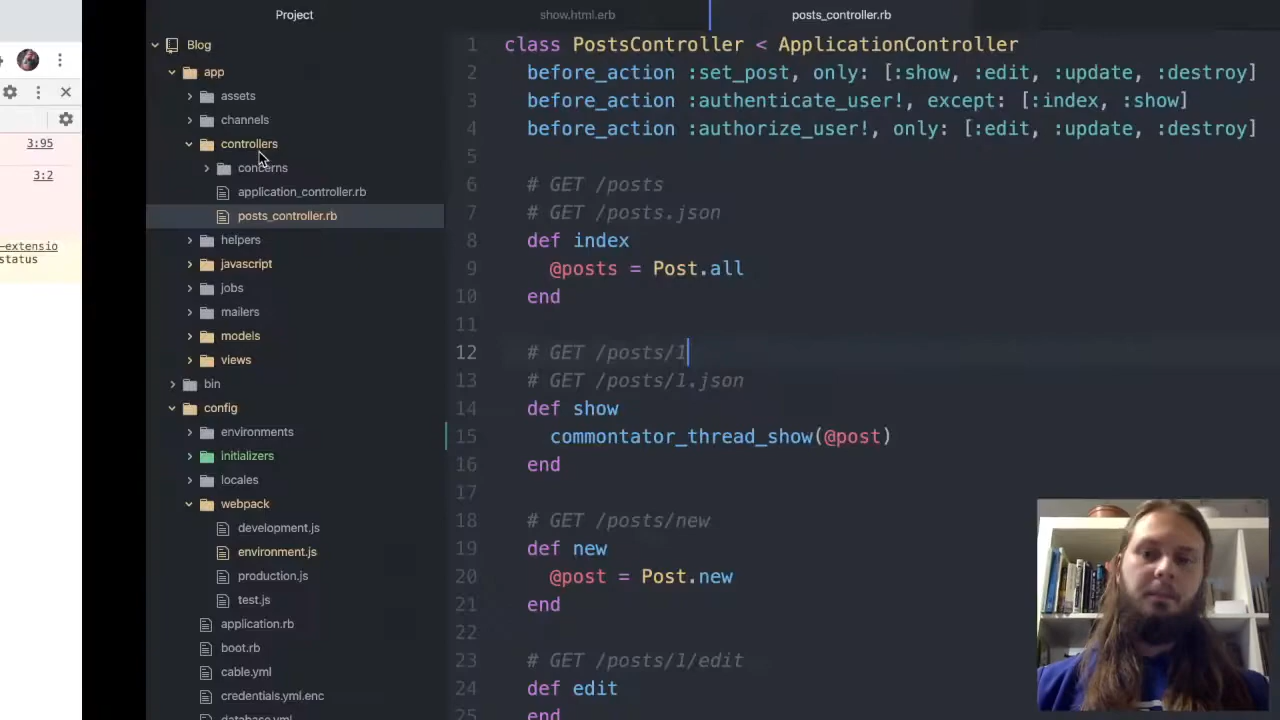 Project
show.html.erb
posts_controller.rb
3:95
3:2
-extensio
status
Blog
app
assets
channels
controllers
concerns
application_controller.rb
posts_controller.rb
helpers
javascript
jobs
mailers
models
views
bin
config
environments
initializers
locales
webpack
development.js
environment.js
production.js
test.js
application.rb
boot.rb
cable.yml
credentials.yml.enc
database.yml
1 class PostsController < ApplicationController
2 before_action :set_post, only: [:show, :edit, :update, :destroy]
3 before_action :authenticate_user!, except: [:index, :show]
4 before_action :authorize_user!, only: [:edit, :update, :destroy]
5
6 # GET /posts
7 # GET /posts.json
8 def index
9 @posts = Post.all
10 end
11
12 # GET /posts/1
13 # GET /posts/1.json
14 def show
15 commontator_thread_show(@post)
16 end
17
18 # GET /posts/new
19 def new
20 @post = Post.new
21 end
22
23 # GET /posts/1/edit
24 def edit
25 end